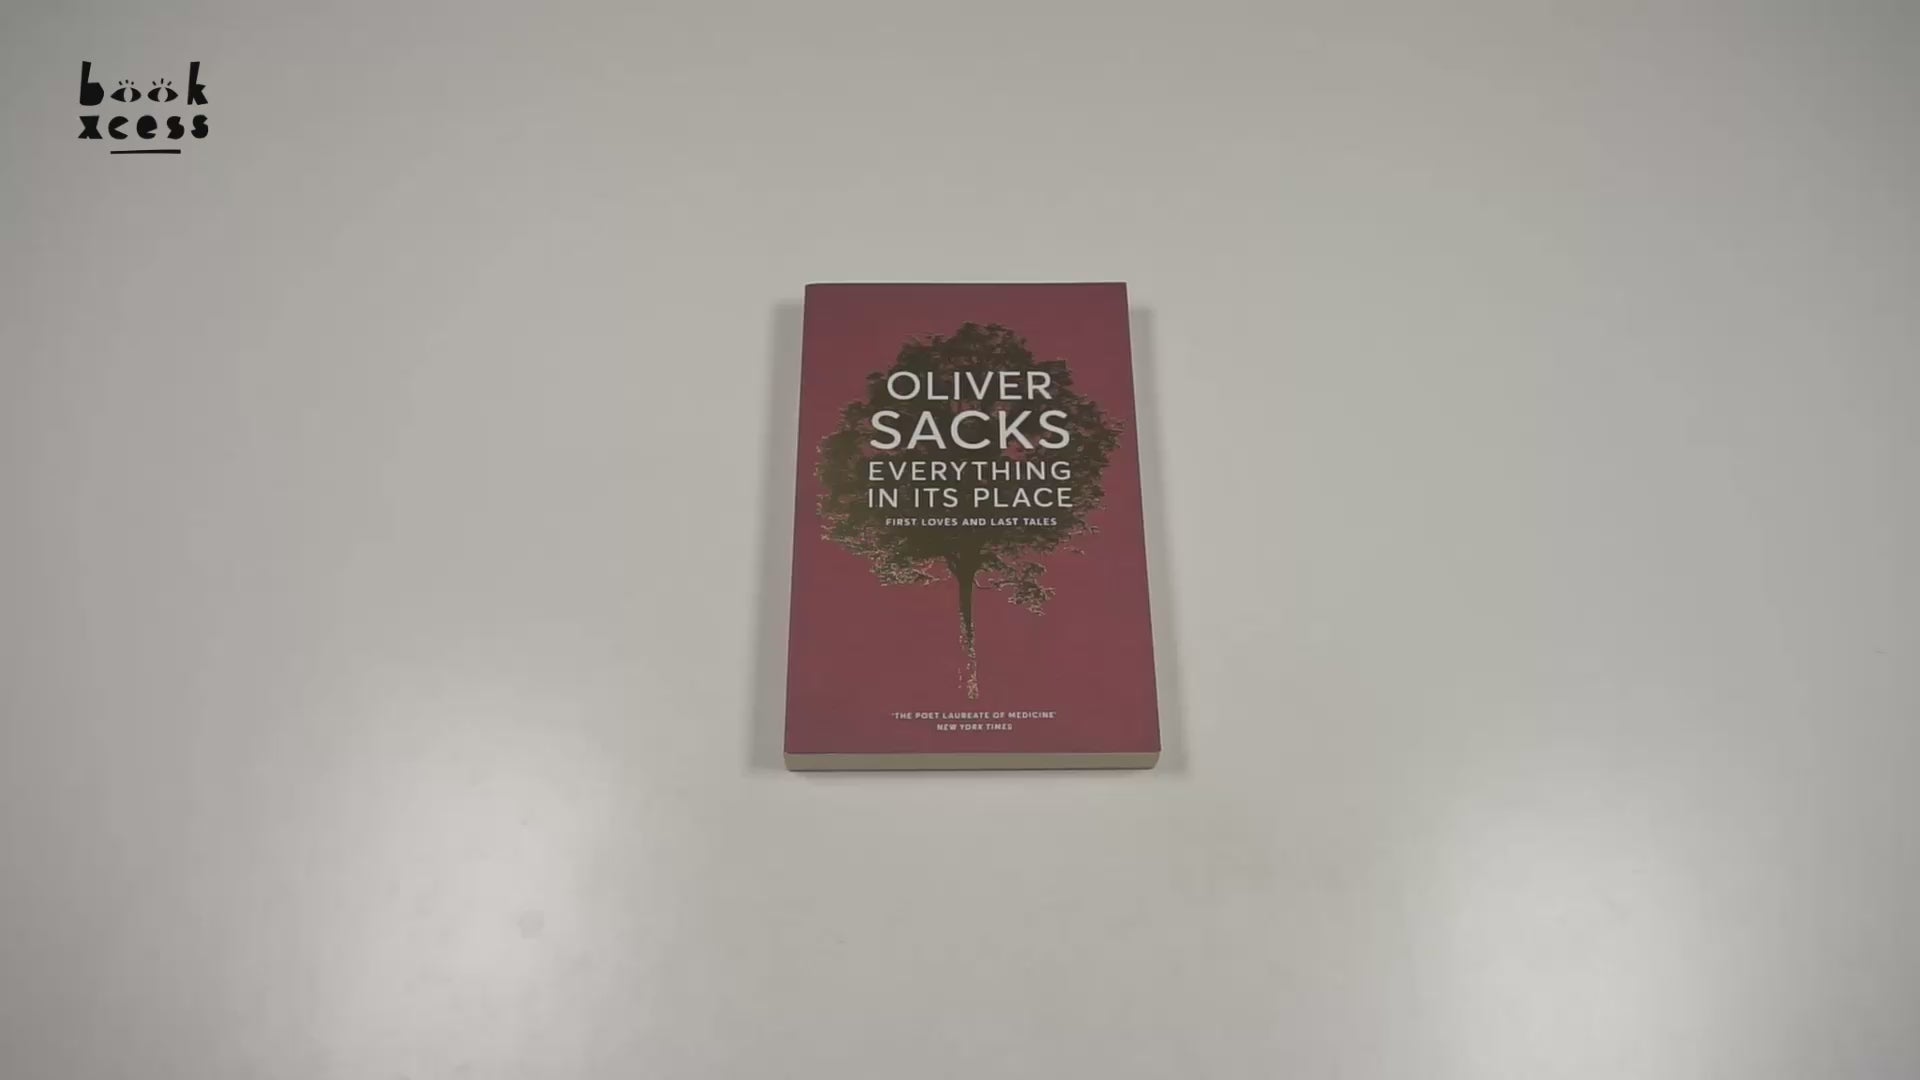 book
xcess
OLIVER
SACKS
EVERYTHING
IN ITS PLACE
FIRST LOVES AND LAST TALES
'THE POET LAUREATE OF MEDICINE'
NEW YORK TIMES